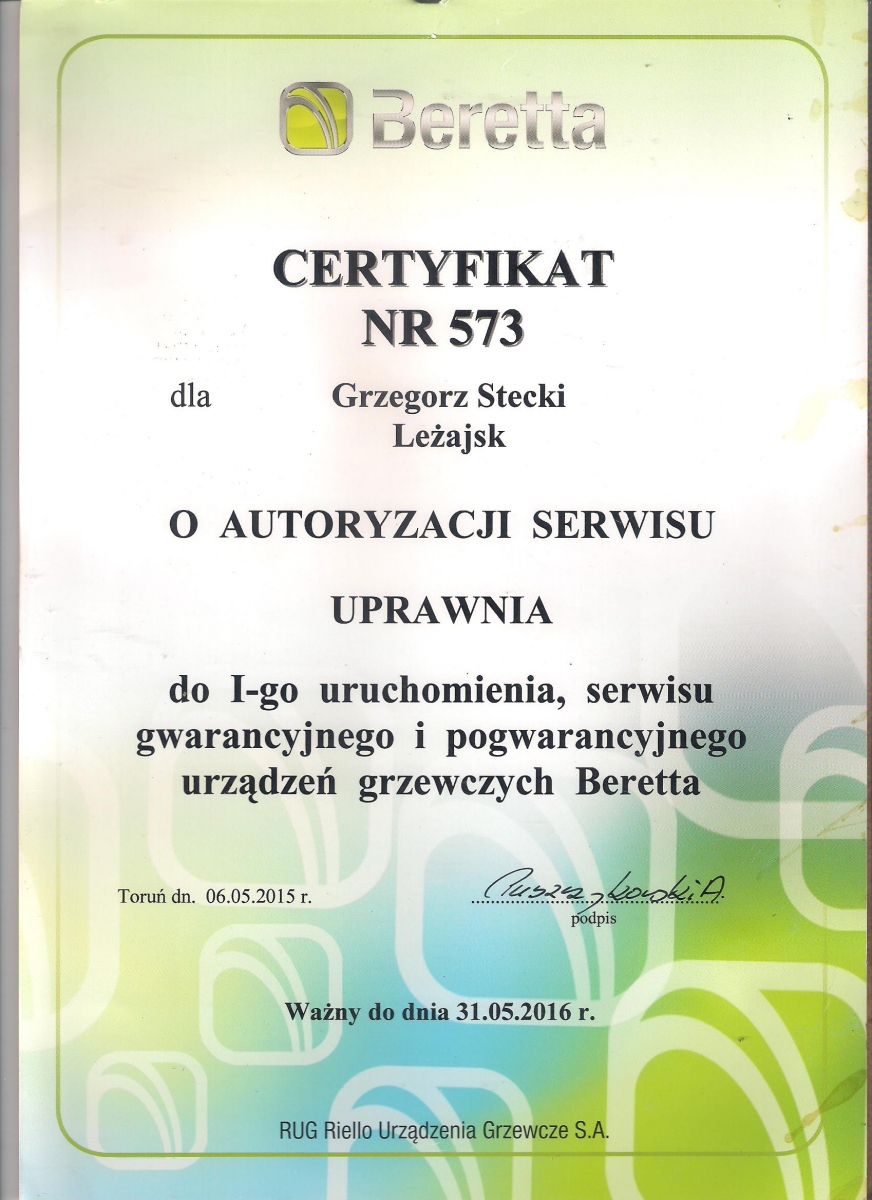 Beretta
CERTYFIKAT
NR 573
dla Grzegorz Stecki
Leżajsk
O AUTORYZACJI SERWISU
UPRAWNIA
do I-go uruchomienia, serwisu
gwarancyjnego i pogwarancyjnego
urządzeń grzewczych Beretta
Toruń dn. 06.05.2015 r.
podpis
Ważny do dnia 31.05.2016 r.
RUG Riello Urządzenia Grzewcze S.A.